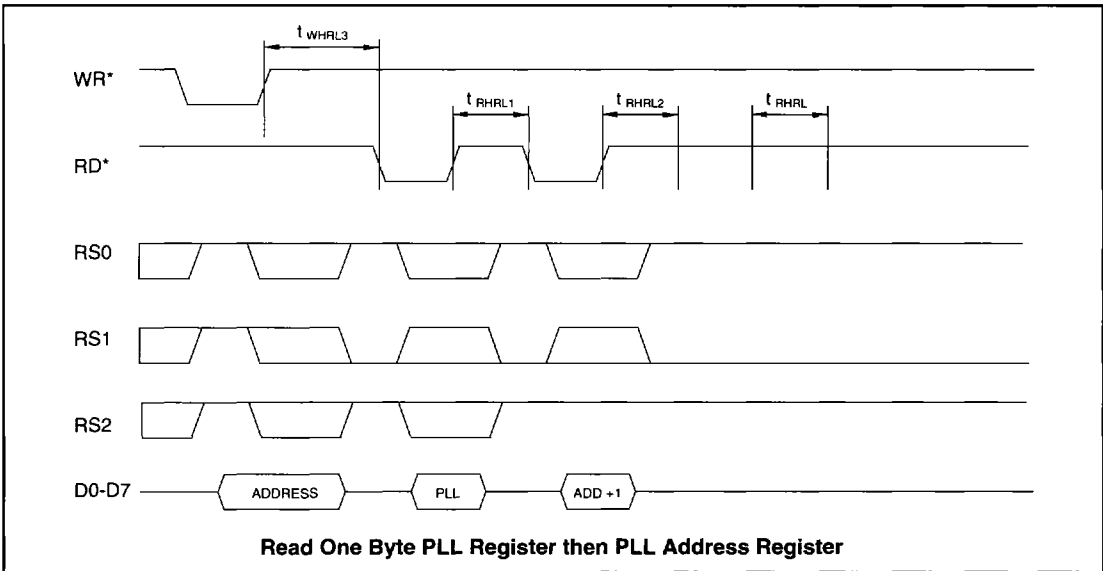 t WHRL3
WR*
t RHRL1
t RHRL2
t RHRL
RD*
RS0
RS1
RS2
D0-D7
ADDRESS
PLL
ADD +1
Read One Byte PLL Register then PLL Address Register